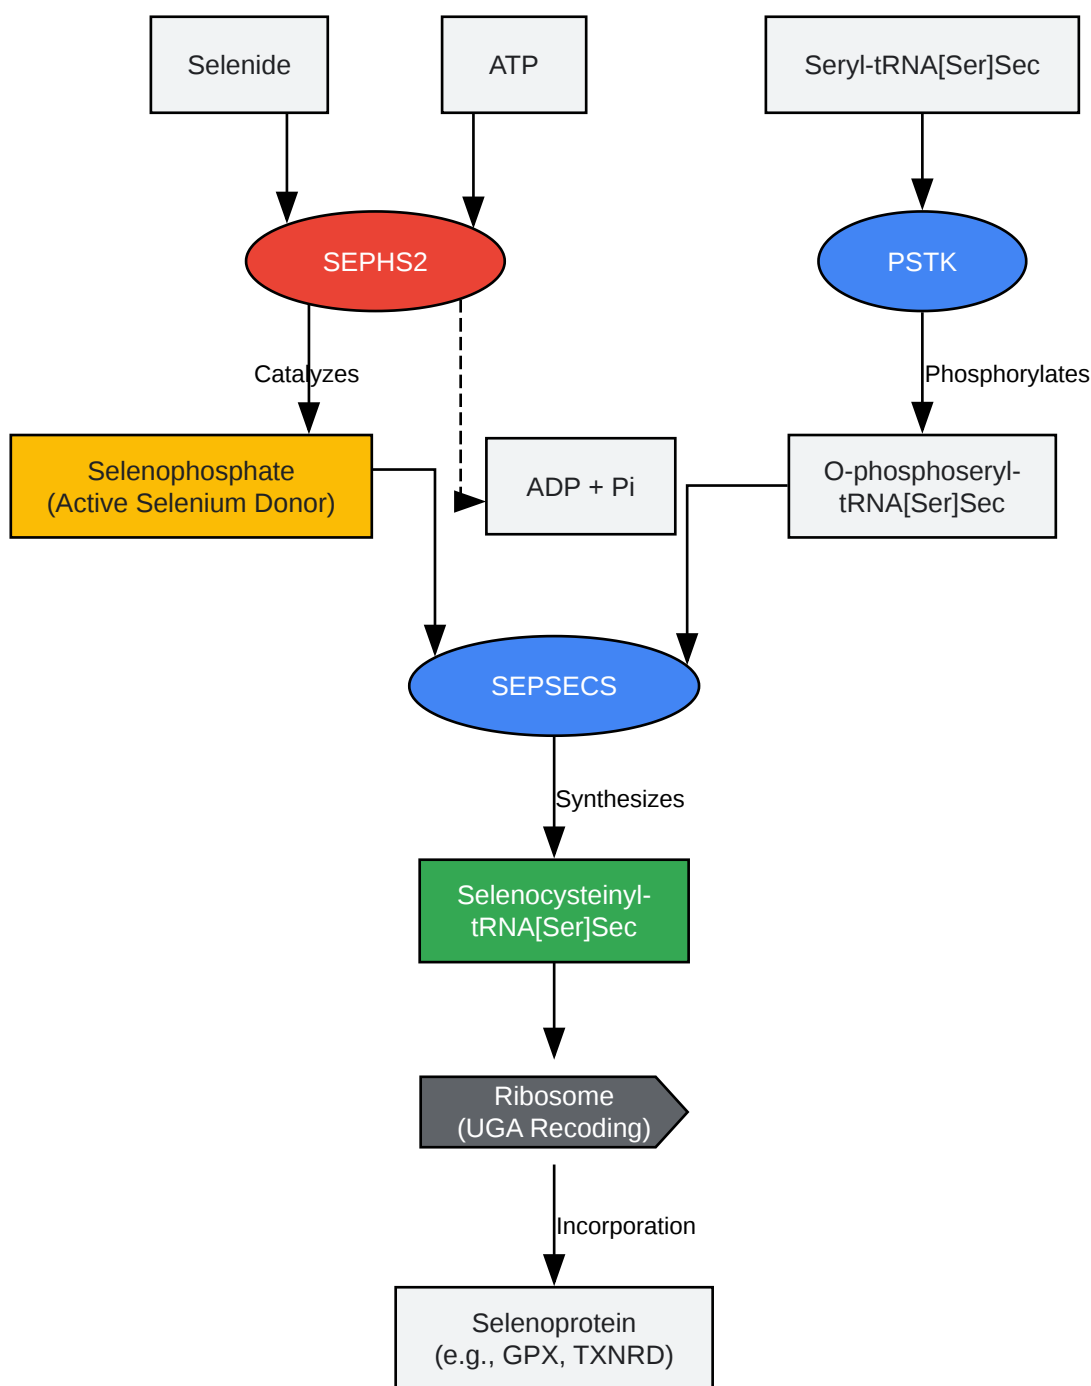 Selenide
ATP
Seryl-tRNA[Ser]Sec
SEPHS2
PSTK
Catalyzes
Phosphorylates
Selenophosphate
(Active Selenium Donor)
ADP + Pi
O-phosphoseryl-
tRNA[Ser]Sec
SEPSECS
Synthesizes
Selenocysteinyl-
tRNA[Ser]Sec
Ribosome
(UGA Recoding)
Incorporation
Selenoprotein
(e.g., GPX, TXNRD)